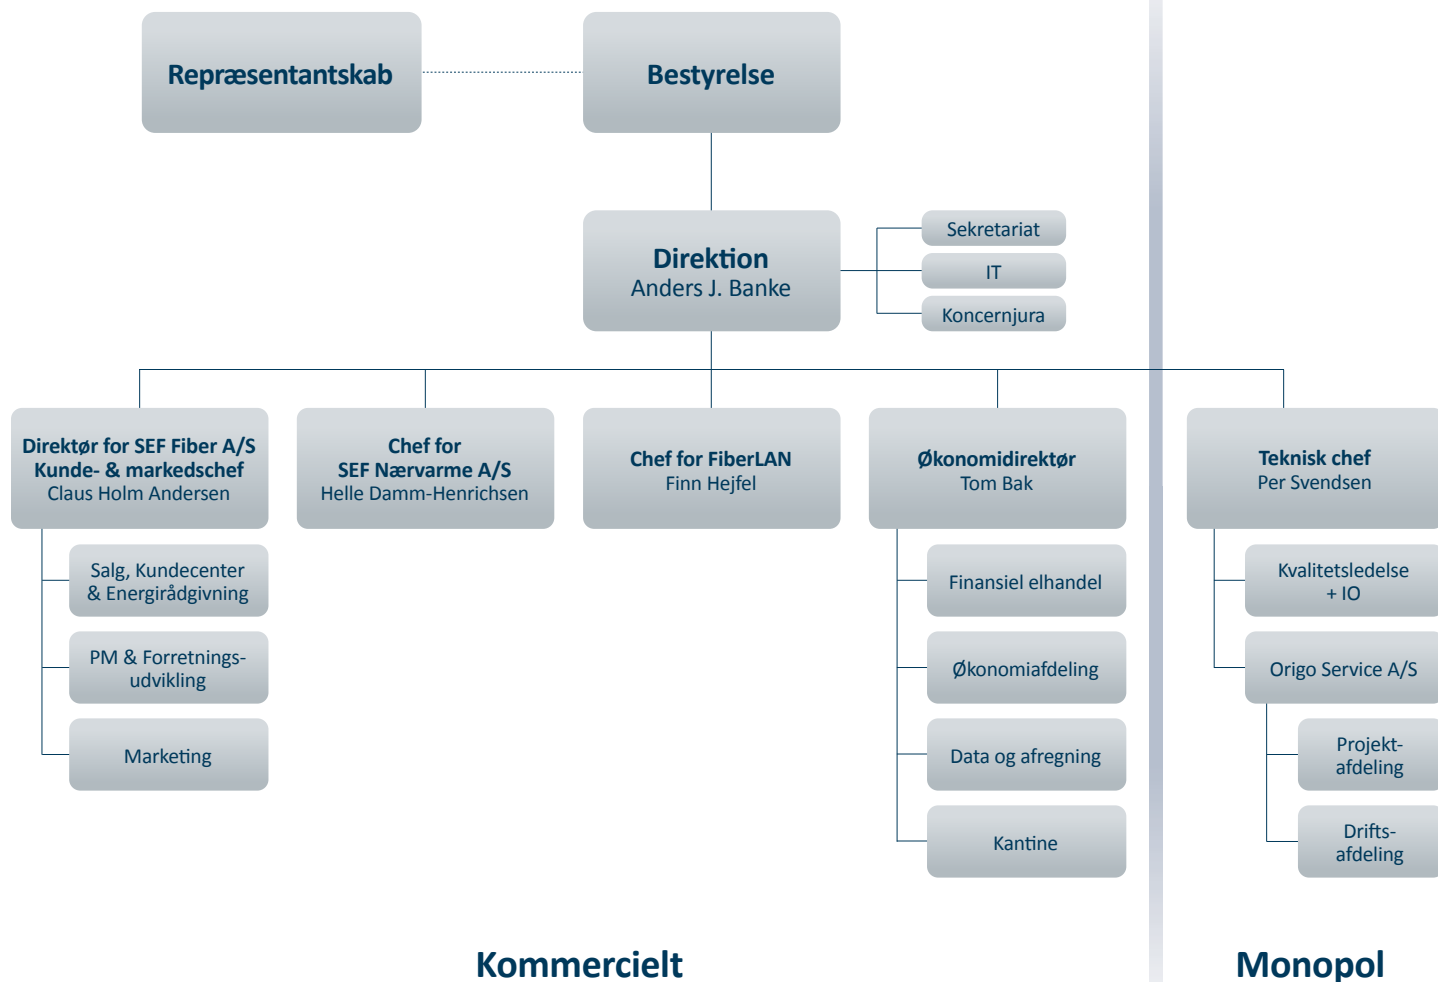 Repræsentantskab
Bestyrelse
Direktion
Anders J. Banke
Sekretariat
IT
Koncernjura
Direktør for SEF Fiber A/S
Kunde- & markedschef
Claus Holm Andersen
Chef for
SEF Nærvarme A/S
Helle Damm-Henrichsen
Chef for FiberLAN
Finn Hejfel
Økonomidirektør
Tom Bak
Teknisk chef
Per Svendsen
Salg, Kundecenter
& Energirådgivning
PM & Forretnings-
udvikling
Marketing
Finansiel elhandel
Økonomiafdeling
Data og afregning
Kantine
Kvalitetsledelse
+ IO
Origo Service A/S
Projekt-
afdeling
Drifts-
afdeling
Kommercielt
Monopol